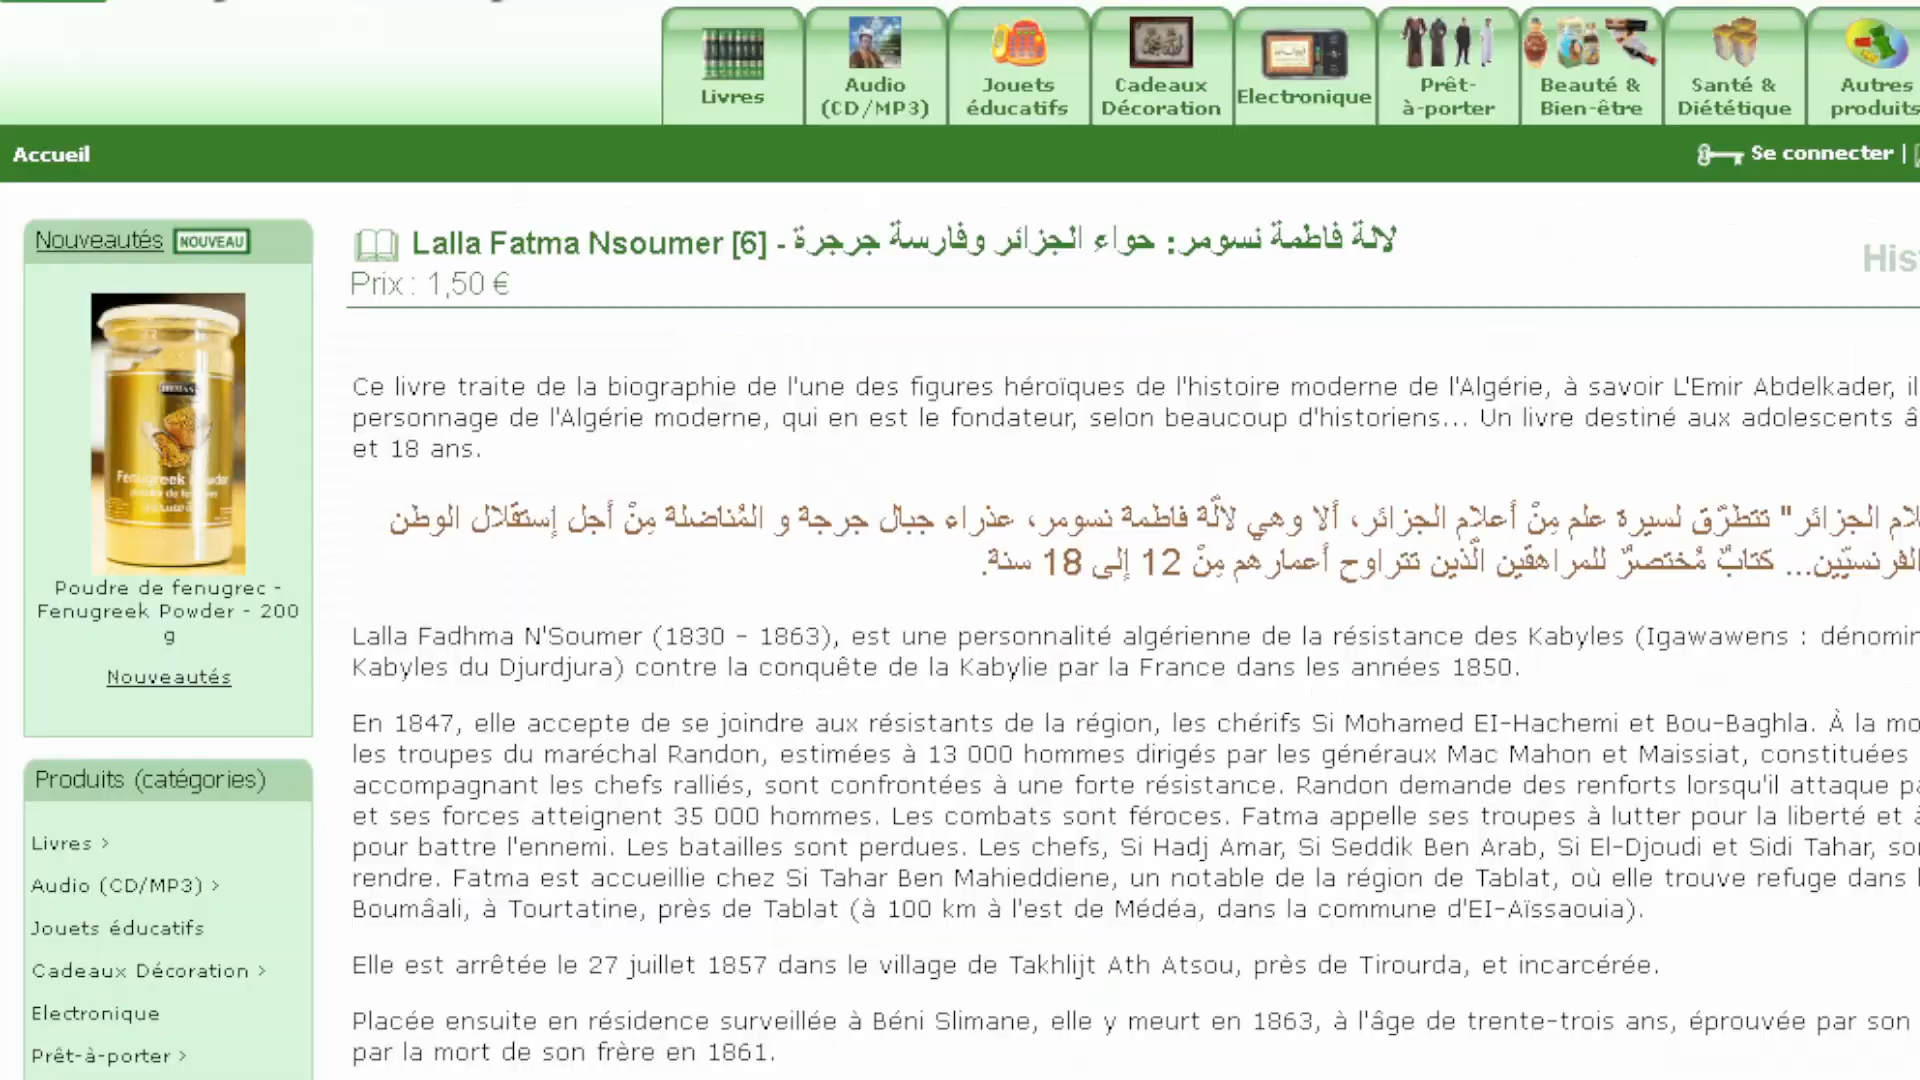 Livres
Audio
(CD/MP3)
Jouets
éducatifs
Cadeaux
Décoration
Electronique
Prêt-
à-porter
Beauté &
Bien-être
Santé &
Diététique
Autres
produits
Accueil
Se connecter |
Nouveautés NOUVEAU
Fenugreek Powder
Poudre de fenugrec -
Fenugreek Powder - 200
g
Nouveautés
Produits (catégories)
Livres >
Audio (CD/MP3) >
Jouets éducatifs
Cadeaux Décoration >
Electronique
Prêt-à-porter >
Lalla Fatma Nsoumer [6] - لالة فاطمة نسومر: حواء الجزائر وفارسة جرجرة
His
Prix : 1,50 €
Ce livre traite de la biographie de l'une des figures héroïques de l'histoire moderne de l'Algérie, à savoir L'Emir Abdelkader, il
personnage de l'Algérie moderne, qui en est le fondateur, selon beaucoup d'historiens... Un livre destiné aux adolescents â
et 18 ans.
لام الجزائر" تتطرّق لسيرة علم مِنْ أعلام الجزائر، ألا وهي لالّة فاطمة نسومر، عذراء جبال جرجة و المُناضلة مِنْ أجل إستقلال الوطن
الفرنسيّين... كتابٌ مُختصرٌ للمراهقين الّذين تتراوح أعمارهم مِنْ 12 إلى 18 سنة.
Lalla Fadhma N'Soumer (1830 - 1863), est une personnalité algérienne de la résistance des Kabyles (Igawawens : dénomin
Kabyles du Djurdjura) contre la conquête de la Kabylie par la France dans les années 1850.
En 1847, elle accepte de se joindre aux résistants de la région, les chérifs Si Mohamed El-Hachemi et Bou-Baghla. À la mo
les troupes du maréchal Randon, estimées à 13 000 hommes dirigés par les généraux Mac Mahon et Maissiat, constituées
accompagnant les chefs ralliés, sont confrontées à une forte résistance. Randon demande des renforts lorsqu'il attaque pa
et ses forces atteignent 35 000 hommes. Les combats sont féroces. Fatma appelle ses troupes à lutter pour la liberté et à
pour battre l'ennemi. Les batailles sont perdues. Les chefs, Si Hadj Amar, Si Seddik Ben Arab, Si El-Djoudi et Sidi Tahar, so
rendre. Fatma est accueillie chez Si Tahar Ben Mahieddiene, un notable de la région de Tablat, où elle trouve refuge dans l
Boumâali, à Tourtatine, près de Tablat (à 100 km à l'est de Médéa, dans la commune d'El-Aïssaouia).
Elle est arrêtée le 27 juillet 1857 dans le village de Takhlijt Ath Atsou, près de Tirourda, et incarcérée.
Placée ensuite en résidence surveillée à Béni Slimane, elle y meurt en 1863, à l'âge de trente-trois ans, éprouvée par son
par la mort de son frère en 1861.